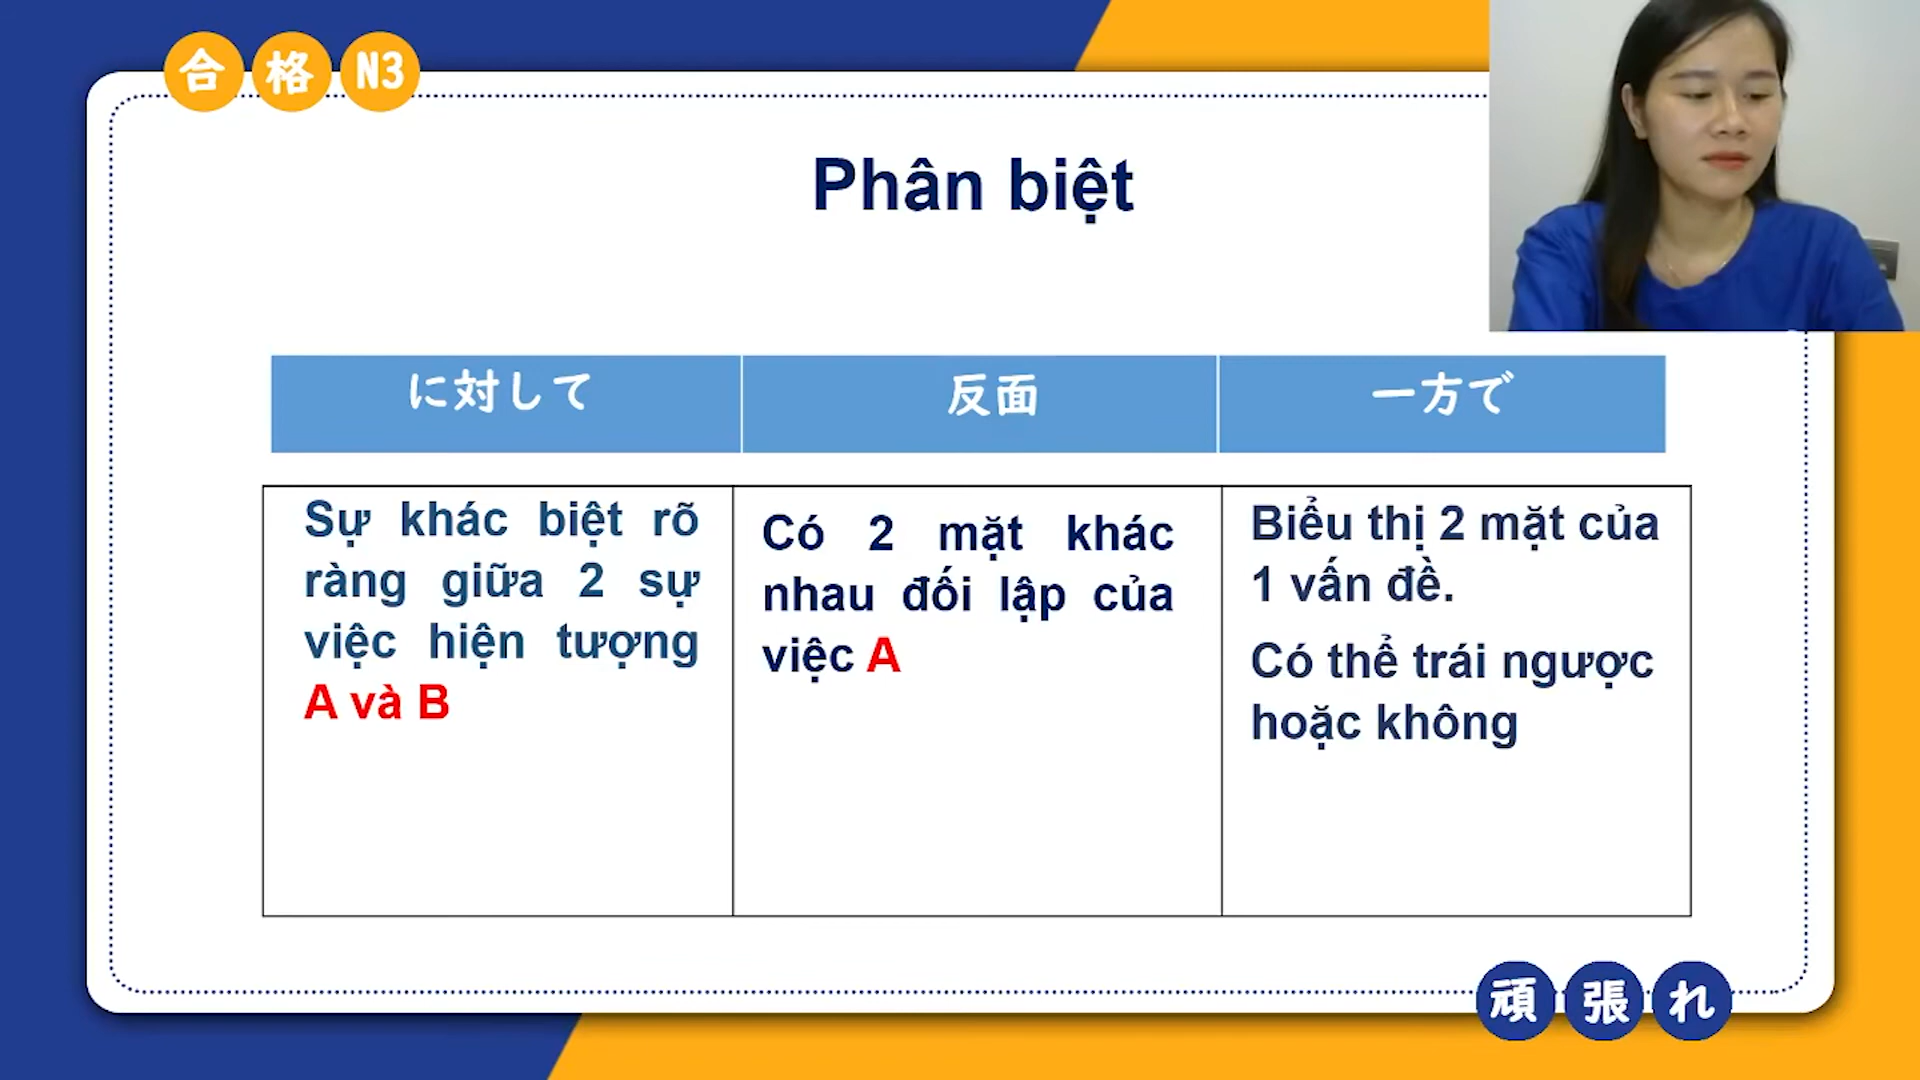 合格N3
Phân biệt
に対して
反面
一方で
Sự khác biệt rõ
ràng giữa 2 sự
việc hiện tượng
A và B
Có 2 mặt khác
nhau đối lập của
việc A
Biểu thị 2 mặt của
1 vấn đề.
Có thể trái ngược
hoặc không
頑張れ